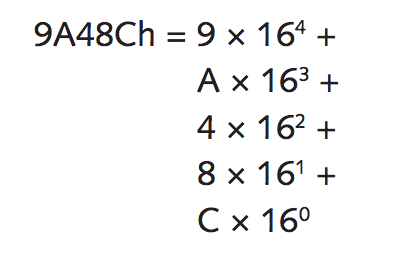 9A48Ch = 9 × 16⁴ +
A × 16³ +
4 × 16² +
8 × 16¹ +
C × 16⁰